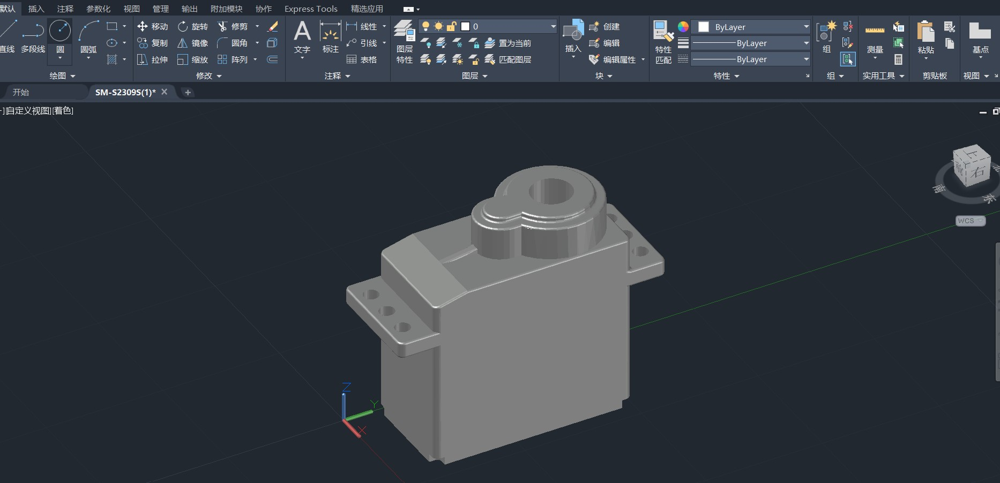 默认 插入 注释 参数化 视图 管理 输出 附加模块 协作 Express Tools 精选应用
直线 多段线 圆 圆弧
移动 旋转 修剪
复制 镜像 圆角
拉伸 缩放 阵列
文字 标注
线性
引线
表格
图层
特性
0
置为当前
匹配图层
插入
创建
编辑
编辑属性
特性
匹配
ByLayer
ByLayer
ByLayer
组
测量
粘贴
基点
绘图 修改 注释 图层 块 特性 组 实用工具 剪贴板 视图
开始 SM-S2309S(1)*
-][自定义视图][着色]
上
前 右
南 东 北
WCS
Z
Y
X